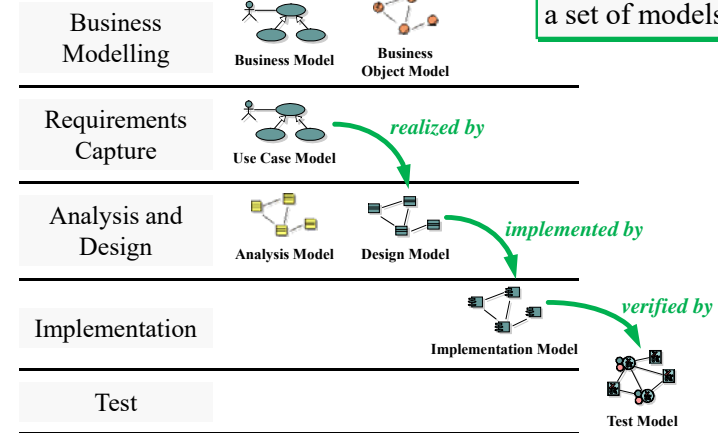 a set of models
Business
Modelling
Business Model
Business
Object Model
Requirements
Capture
Use Case Model
realized by
Analysis and
Design
Analysis Model
Design Model
implemented by
Implementation
Implementation Model
verified by
Test
Test Model